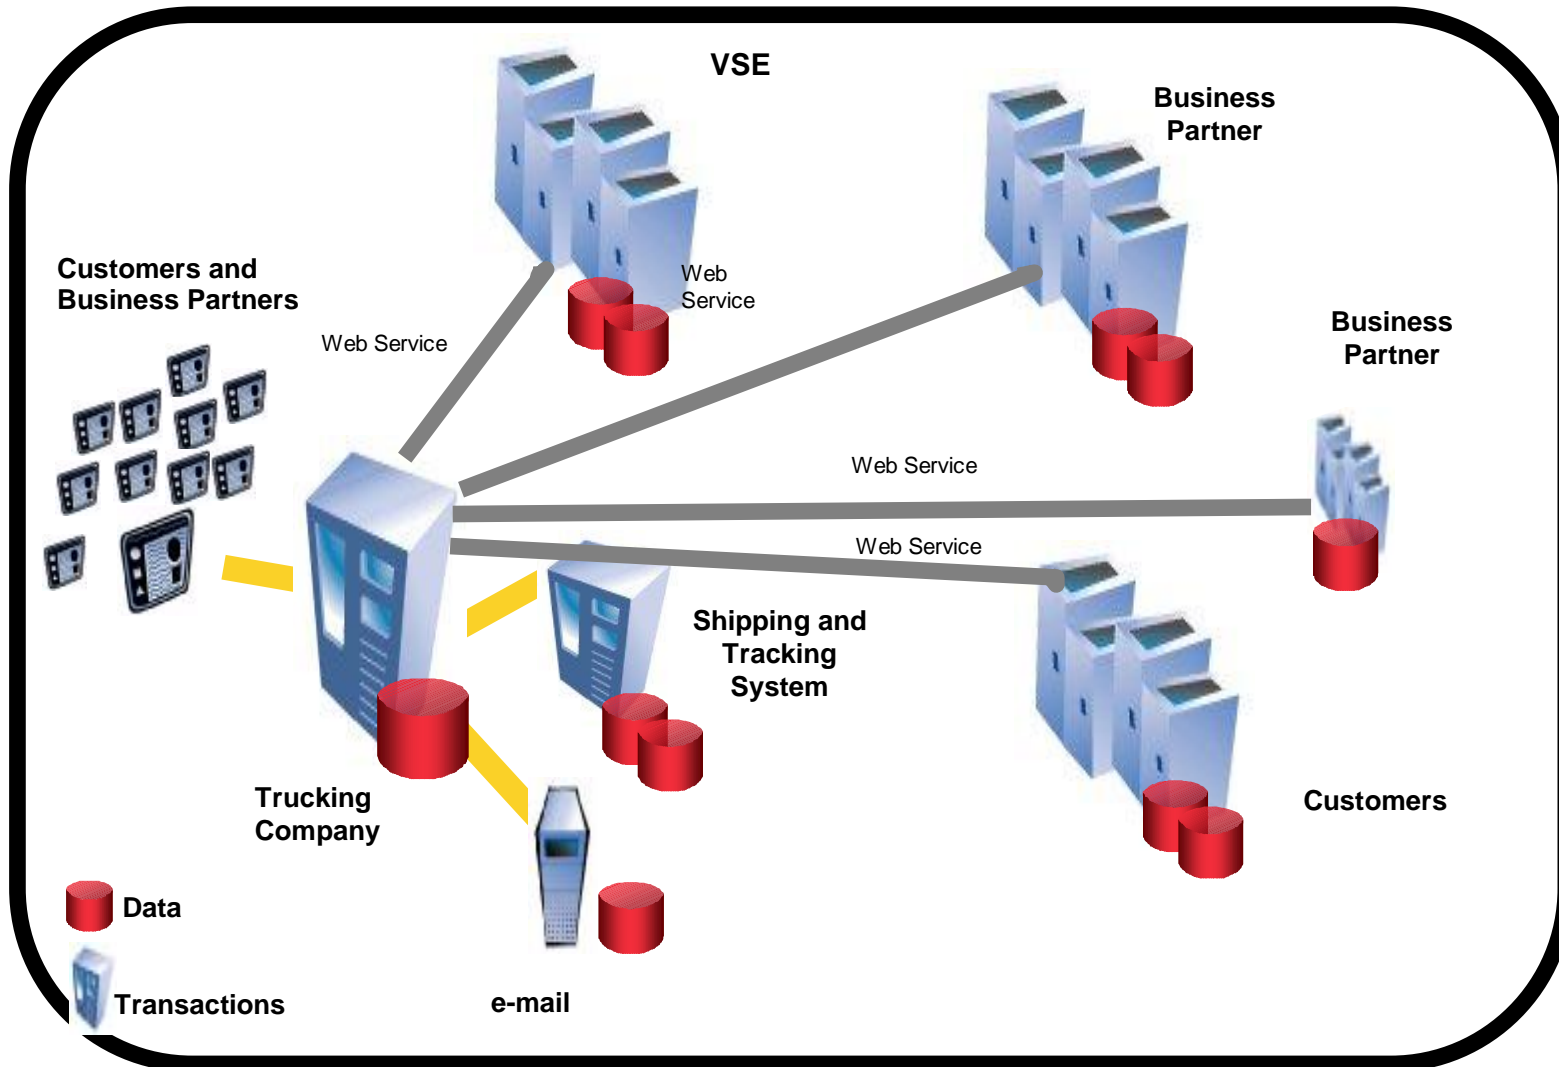 VSE
Business
Partner
Customers and
Business Partners
Web
Service
Web Service
Business
Partner
Web Service
Web Service
Shipping and
Tracking
System
Trucking
Company
Customers
Data
Transactions
e-mail